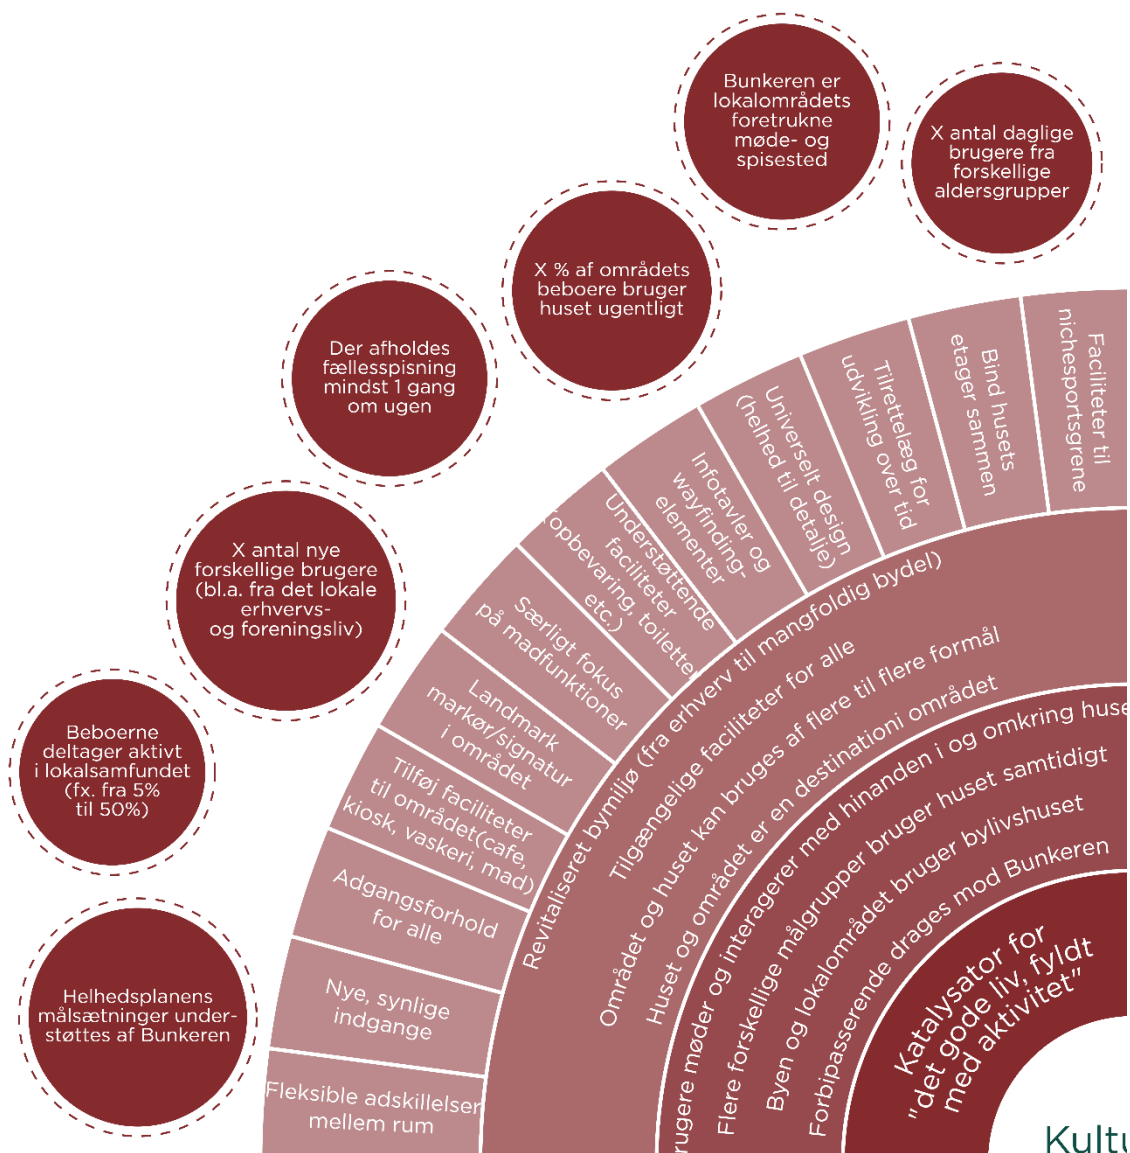 Bunkeren er
lokalområdets
foretrukne
møde- og
spisested
X antal daglige
brugere fra
forskellige
aldersgrupper
X % af områdets
beboere bruger
huset ugentligt
Der afholdes
fællesspisning
mindst 1 gang
om ugen
X antal nye
forskellige brugere
(bl.a. fra det lokale
erhvervs-
og foreningsliv)
Beboerne
deltager aktivt
i lokalsamfundet
(fx. fra 5%
til 50%)
Helhedsplanens
målsætninger under-
støttes af Bunkeren
Fleksible adskillelser
mellem rum
Nye, synlige
indgange
Adgangsforhold
for alle
Tilføj faciliteter
til området(cafe,
kiosk, vaskeri, mad)
Landmark
markør/signatur
i området
Særligt fokus
på madfunktioner
Understøttende
faciliteter
(opbevaring, toiletter,
etc.)
Infotavler og
wayfinding-
elementer
Universelt design
(helhed til detalje)
Tilrettelæg for
udvikling over tid
Bind husets
etager sammen
Faciliteter til
nichesportsgrene
Revitaliseret bymiljø (fra erhverv til mangfoldig bydel)
Tilgængelige faciliteter for alle
Området og huset kan bruges af flere til flere formål
Huset og området er en destinationi området
rugere møder og interagerer med hinanden i og omkring huse
Flere forskellige målgrupper bruger huset samtidigt
Byen og lokalområdet bruger bylivshuset
Forbipasserende drages mod Bunkeren
Katalysator for
"det gode liv, fyldt
med aktivitet"
Kultu